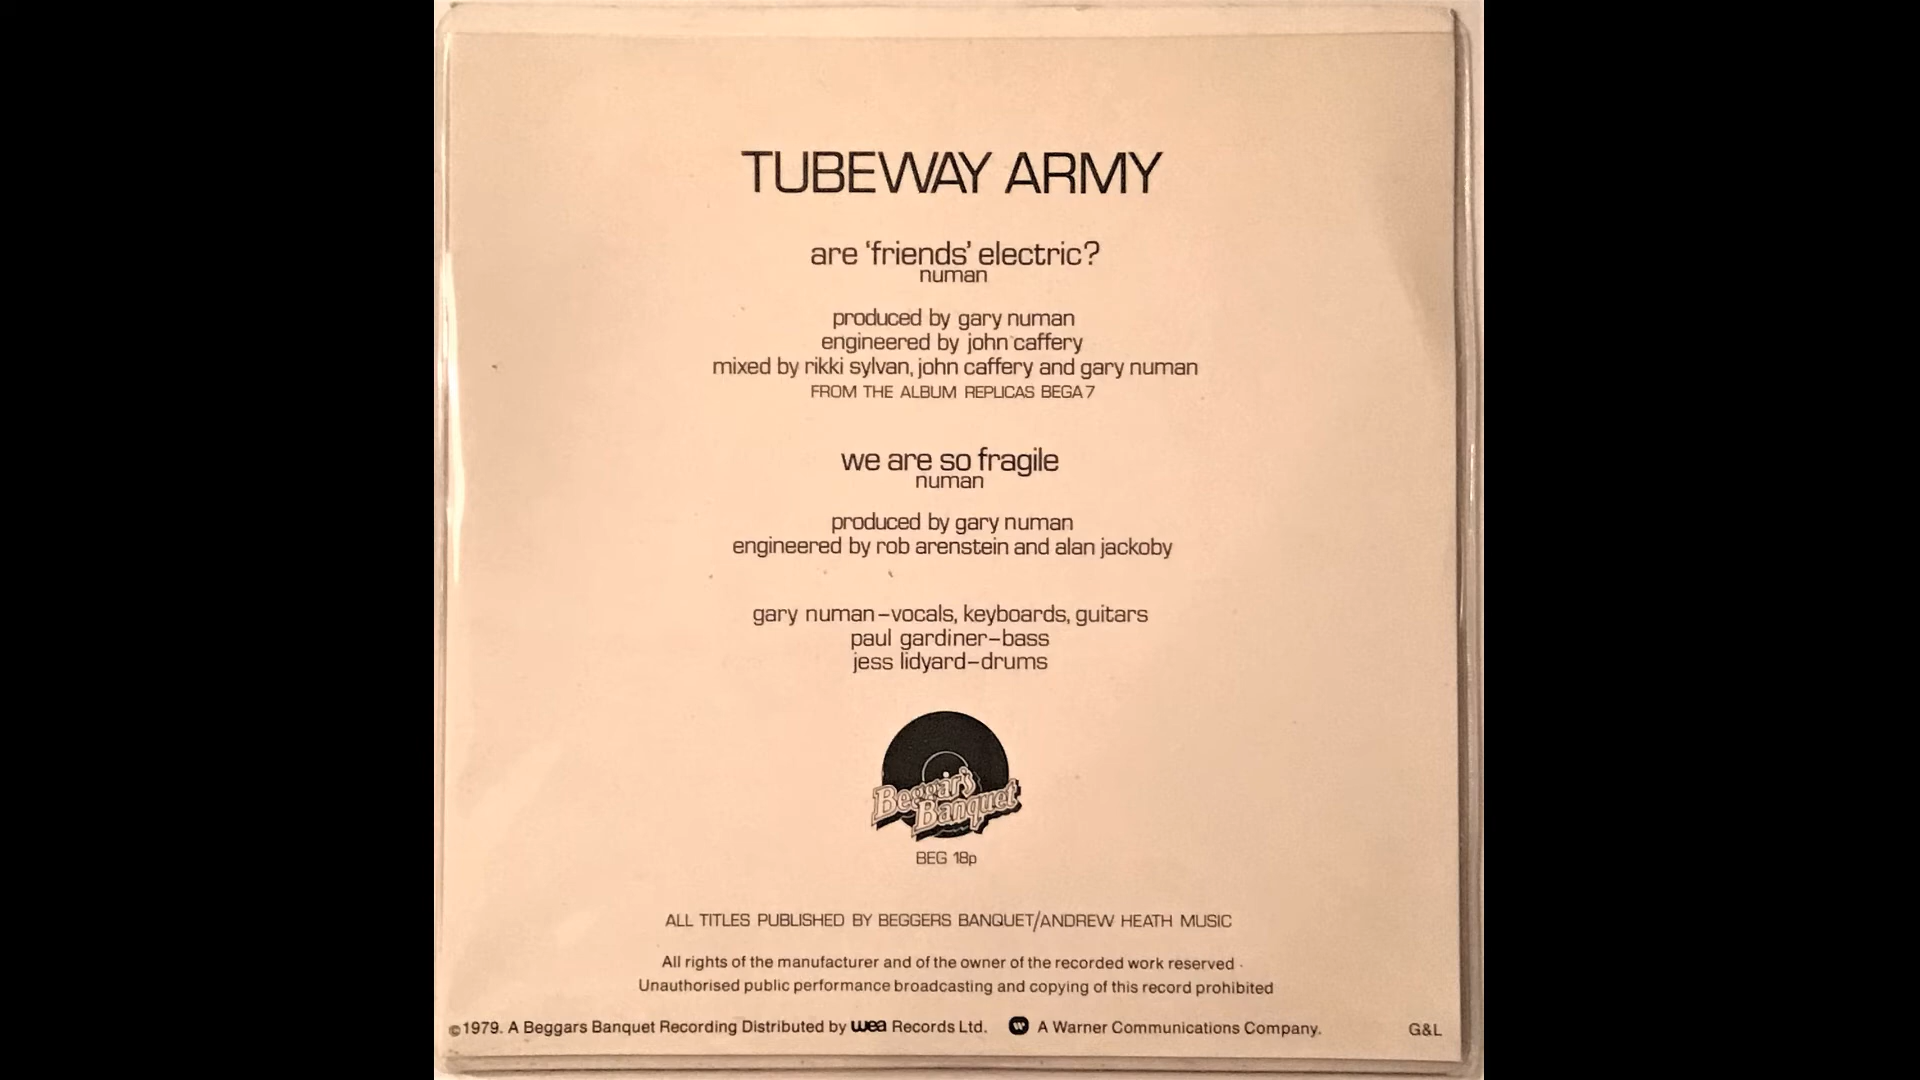 TUBEWAY ARMY
are 'friends' electric?
numan
produced by gary numan
engineered by john caffery
mixed by rikki sylvan, john caffery and gary numan
FROM THE ALBUM REPLICAS BEGA 7
we are so fragile
numan
produced by gary numan
engineered by rob arenstein and alan jackoby
gary numan–vocals, keyboards, guitars
paul gardiner–bass
jess lidyard–drums
Beggar's
Banquet
BEG 18p
ALL TITLES PUBLISHED BY BEGGERS BANQUET/ANDREW HEATH MUSIC
All rights of the manufacturer and of the owner of the recorded work reserved ·
Unauthorised public performance broadcasting and copying of this record prohibited
©1979. A Beggars Banquet Recording Distributed by wea Records Ltd. W A Warner Communications Company. G&L